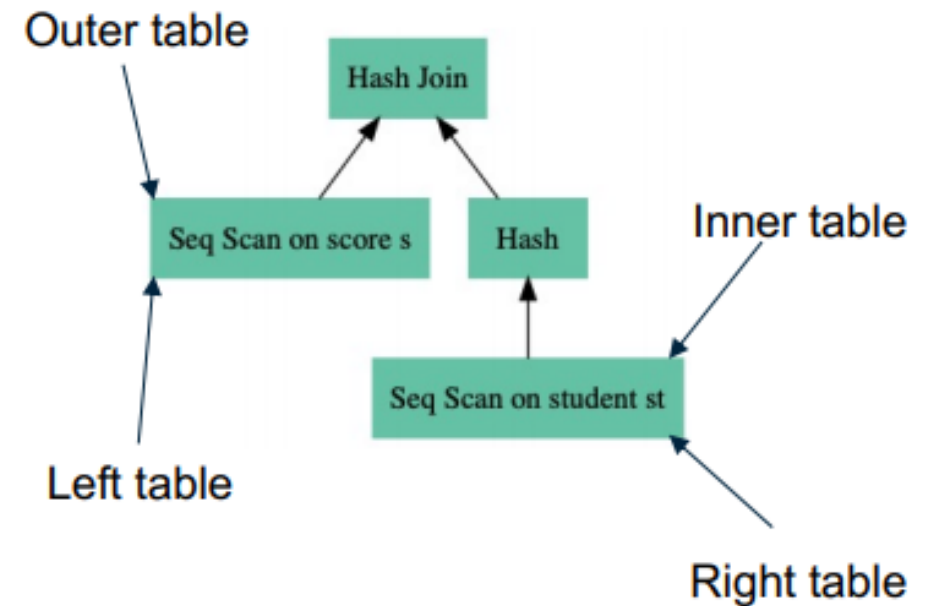 Outer table
Hash Join
Seq Scan on score s
Hash
Inner table
Seq Scan on student st
Left table
Right table